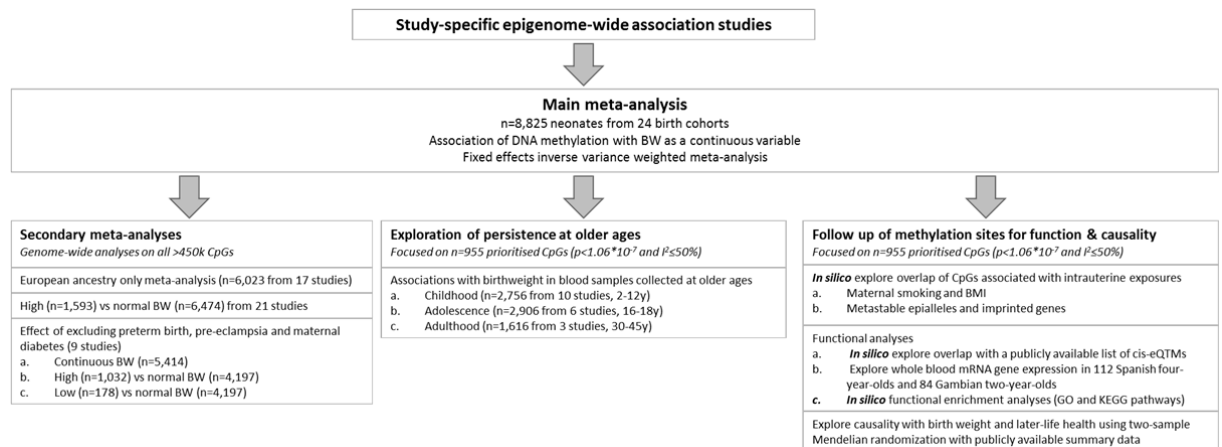 Study-specific epigenome-wide association studies
Main meta-analysis
n=8,825 neonates from 24 birth cohorts
Association of DNA methylation with BW as a continuous variable
Fixed effects inverse variance weighted meta-analysis
Secondary meta-analyses
Genome-wide analyses on all >450k CpGs
European ancestry only meta-analysis (n=6,023 from 17 studies)
High (n=1,593) vs normal BW (n=6,474) from 21 studies
Effect of excluding preterm birth, pre-eclampsia and maternal
diabetes (9 studies)
a. Continuous BW (n=5,414)
b. High (n=1,032) vs normal BW (n=4,197)
c. Low (n=178) vs normal BW (n=4,197)
Exploration of persistence at older ages
Focused on n=955 prioritised CpGs (p<1.06*10-7 and I2≤50%)
Associations with birthweight in blood samples collected at older ages
a. Childhood (n=2,756 from 10 studies, 2-12y)
b. Adolescence (n=2,906 from 6 studies, 16-18y)
c. Adulthood (n=1,616 from 3 studies, 30-45y)
Follow up of methylation sites for function & causality
Focused on n=955 prioritised CpGs (p<1.06*10-7 and I2≤50%)
In silico explore overlap of CpGs associated with intrauterine exposures
a. Maternal smoking and BMI
b. Metastable epialleles and imprinted genes
Functional analyses
a. In silico explore overlap with a publicly available list of cis-eQTMs
b. Explore whole blood mRNA gene expression in 112 Spanish four-
year-olds and 84 Gambian two-year-olds
c. In silico functional enrichment analyses (GO and KEGG pathways)
Explore causality with birth weight and later-life health using two-sample
Mendelian randomization with publicly available summary data